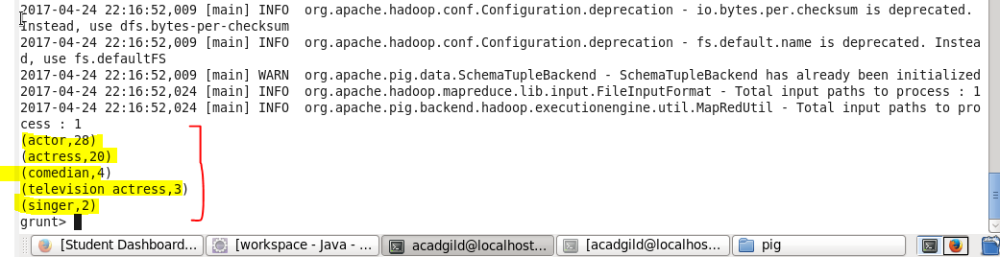 2017-04-24 22:16:52,009 [main] INFO  org.apache.hadoop.conf.Configuration.deprecation - io.bytes.per.checksum is deprecated.
Instead, use dfs.bytes-per-checksum
2017-04-24 22:16:52,009 [main] INFO  org.apache.hadoop.conf.Configuration.deprecation - fs.default.name is deprecated. Instea
d, use fs.defaultFS
2017-04-24 22:16:52,009 [main] WARN  org.apache.pig.data.SchemaTupleBackend - SchemaTupleBackend has already been initialized
2017-04-24 22:16:52,024 [main] INFO  org.apache.hadoop.mapreduce.lib.input.FileInputFormat - Total input paths to process : 1
2017-04-24 22:16:52,024 [main] INFO  org.apache.pig.backend.hadoop.executionengine.util.MapRedUtil - Total input paths to pro
cess : 1
(actor,28)
(actress,20)
(comedian,4)
(television actress,3)
(singer,2)
grunt>
[Student Dashboard... [workspace - Java - ... acadgild@localhost... [acadgild@localhos... pig